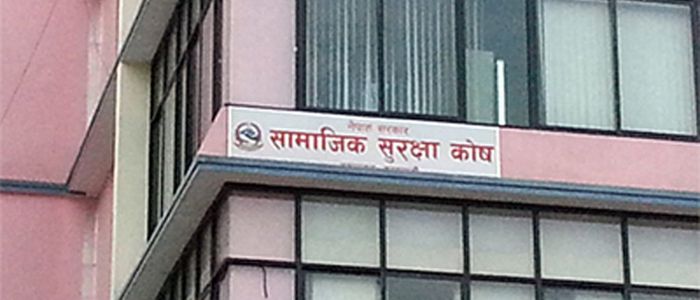 नेपाल सरकार
सामाजिक सुरक्षा कोष